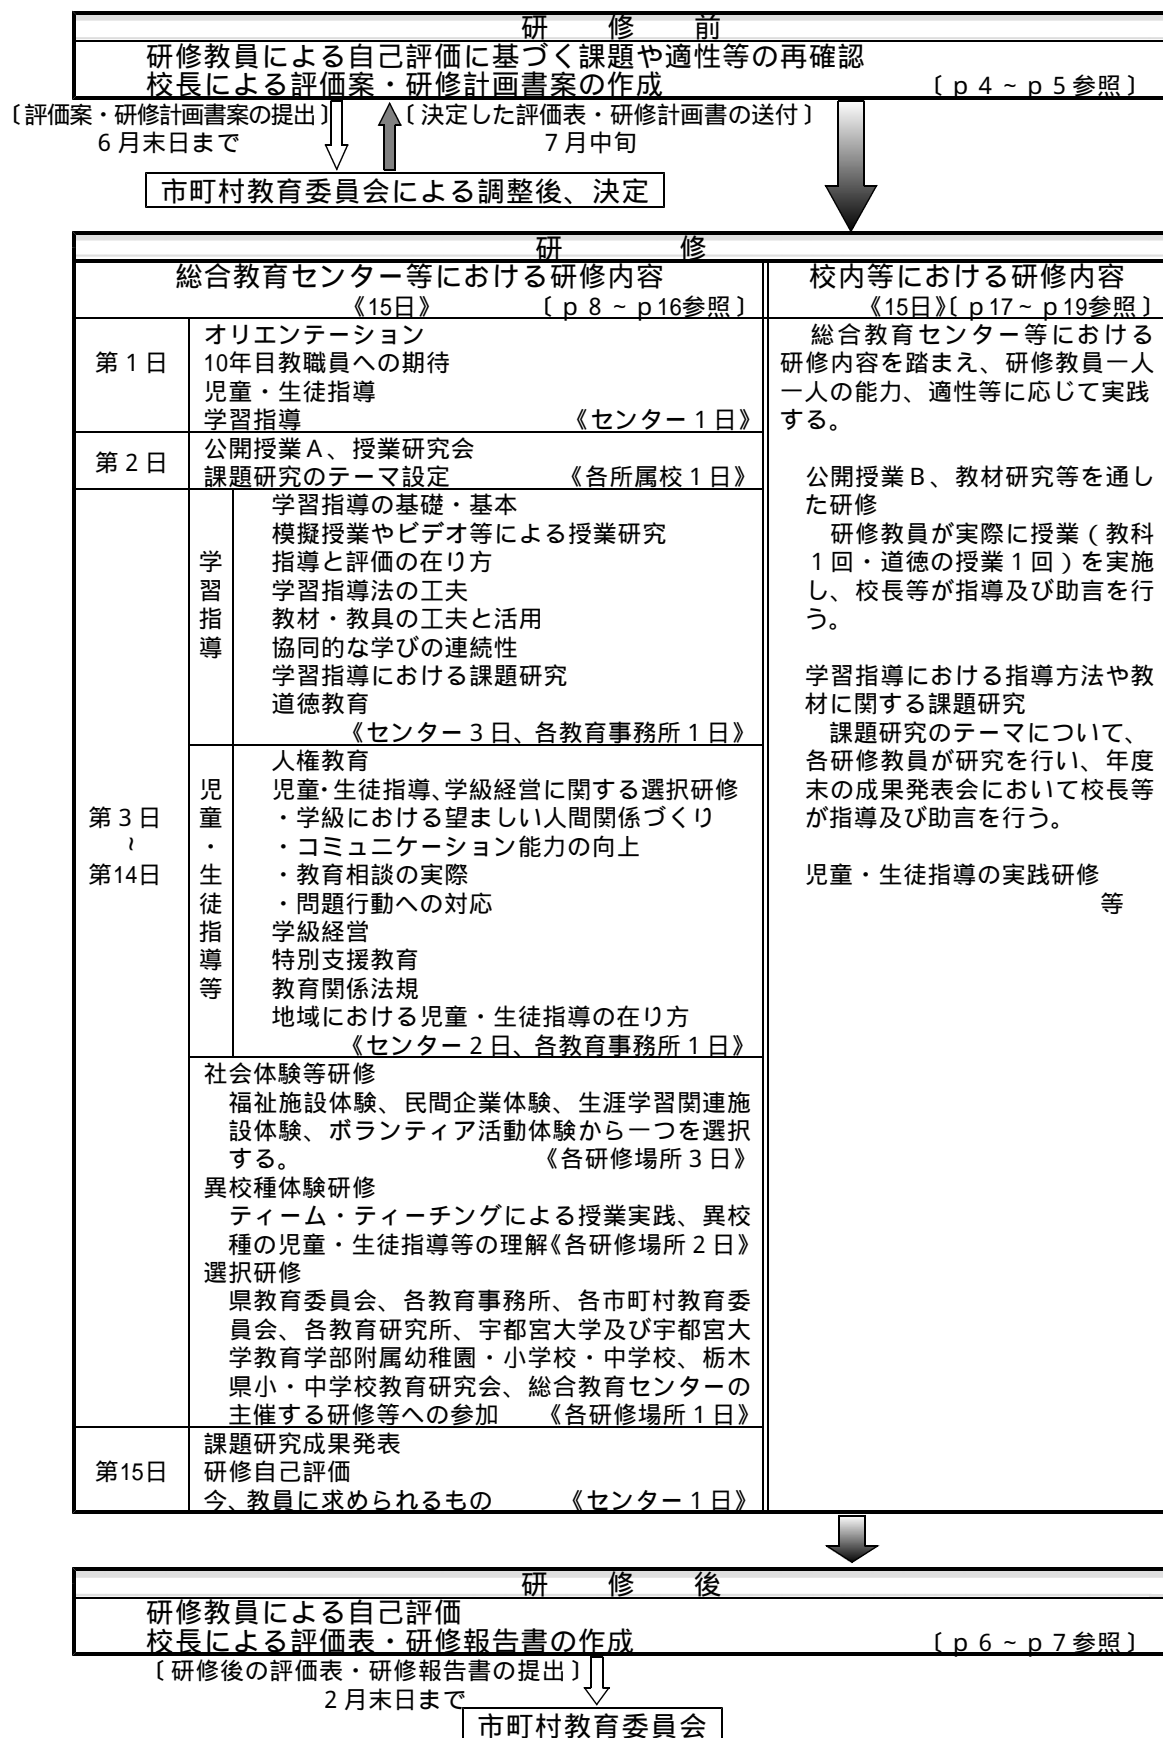 研　修　前
研修教員による自己評価に基づく課題や適性等の再確認
校長による評価案・研修計画書案の作成　〔ｐ４～ｐ５参照〕
〔評価案・研修計画書案の提出〕
６月末日まで
〔決定した評価表・研修計画書の送付〕
７月中旬
市町村教育委員会による調整後、決定
研　修
総合教育センター等における研修内容
《15日》　〔ｐ８～ｐ16参照〕
第１日
オリエンテーション
10年目教職員への期待
児童・生徒指導
学習指導　《センター１日》
第２日
公開授業Ａ、授業研究会
課題研究のテーマ設定　《各所属校１日》
第３日
～
第14日
学習指導
学習指導の基礎・基本
模擬授業やビデオ等による授業研究
指導と評価の在り方
学習指導法の工夫
教材・教具の工夫と活用
協同的な学びの連続性
学習指導における課題研究
道徳教育
《センター３日、各教育事務所１日》
児童・生徒指導等
人権教育
児童・生徒指導、学級経営に関する選択研修
・学級における望ましい人間関係づくり
・コミュニケーション能力の向上
・教育相談の実際
・問題行動への対応
学級経営
特別支援教育
教育関係法規
地域における児童・生徒指導の在り方
《センター２日、各教育事務所１日》
社会体験等研修
福祉施設体験、民間企業体験、生涯学習関連施
設体験、ボランティア活動体験から一つを選択
する。　《各研修場所３日》
異校種体験研修
ティーム・ティーチングによる授業実践、異校
種の児童・生徒指導等の理解《各研修場所２日》
選択研修
県教育委員会、各教育事務所、各市町村教育委
員会、各教育研究所、宇都宮大学及び宇都宮大
学教育学部附属幼稚園・小学校・中学校、栃木
県小・中学校教育研究会、総合教育センターの
主催する研修等への参加　《各研修場所１日》
第15日
課題研究成果発表
研修自己評価
今、教員に求められるもの　《センター１日》
校内等における研修内容
《15日》〔ｐ17～ｐ19参照〕
総合教育センター等における
研修内容を踏まえ、研修教員一人
一人の能力、適性等に応じて実践
する。
公開授業Ｂ、教材研究等を通し
た研修
研修教員が実際に授業（教科
１回・道徳の授業１回）を実施
し、校長等が指導及び助言を行
う。
学習指導における指導方法や教
材に関する課題研究
課題研究のテーマについて、
各研修教員が研究を行い、年度
末の成果発表会において校長等
が指導及び助言を行う。
児童・生徒指導の実践研修
等
研　修　後
研修教員による自己評価
校長による評価表・研修報告書の作成　〔ｐ６～ｐ７参照〕
〔研修後の評価表・研修報告書の提出〕
２月末日まで
市町村教育委員会